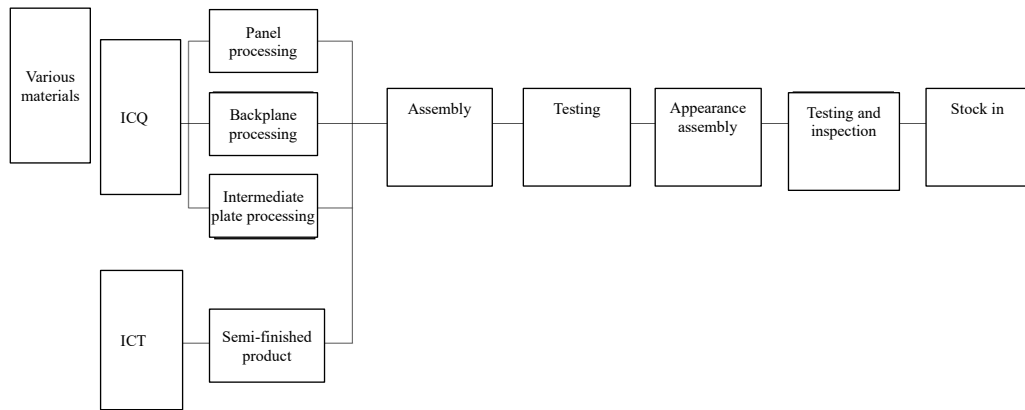 Various
materials
ICQ
Panel
processing
Backplane
processing
Intermediate
plate processing
ICT
Semi-finished
product
Assembly
Testing
Appearance
assembly
Testing and
inspection
Stock in